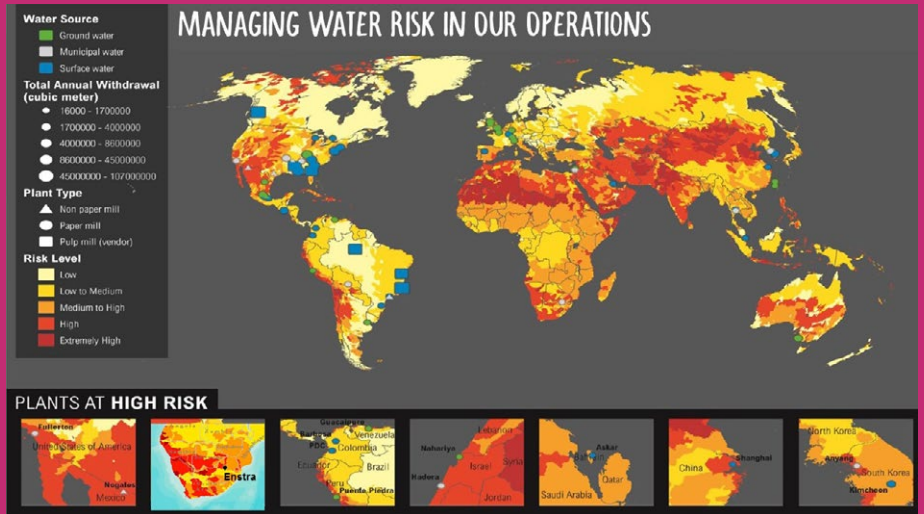 MANAGING WATER RISK IN OUR OPERATIONS
Water Source
Ground water
Municipal water
Surface water
Total Annual Withdrawal
(cubic meter)
16000 - 1700000
1700000 - 4000000
4000000 - 8600000
8600000 - 45000000
45000000 - 107000000
Plant Type
Non paper mill
Paper mill
Pulp mill (vendor)
Risk Level
Low
Low to Medium
Medium to High
High
Extremely High
PLANTS AT HIGH RISK
Fullerton
United States of America
Nogales
Mexico
Enstra
Venezuela
Colombia
Ecuador
Brazil
Peru
Puente Piedra
Lebanon
Nahariya
Syria
Israel
Hadera
Jordan
Askar
Bahrain
Qatar
Saudi Arabia
China
Shanghai
North Korea
Anyang
South Korea
Kimcheon